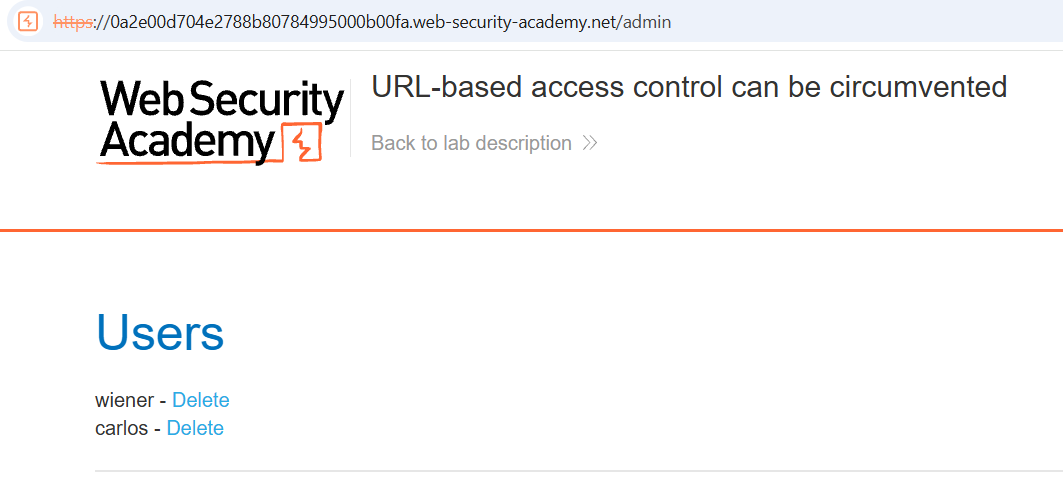 https://0a2e00d704e2788b80784995000b00fa.web-security-academy.net/admin
Web Security
Academy
URL-based access control can be circumvented
Back to lab description
Users
wiener - Delete
carlos - Delete